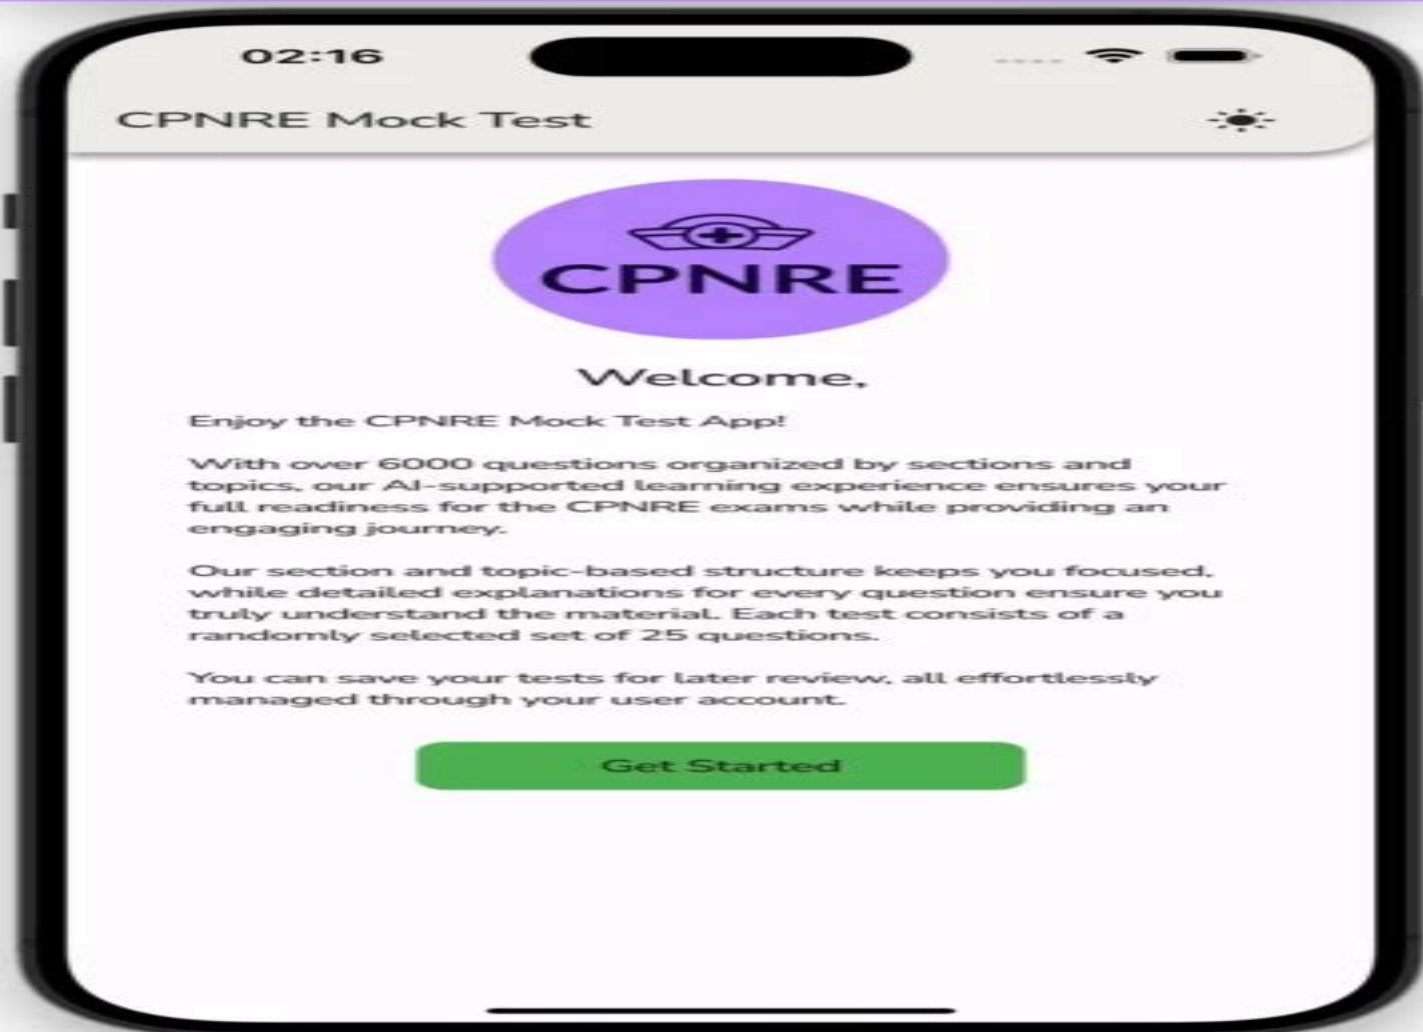 02:16
CPNRE Mock Test
CPNRE
Welcome,
Enjoy the CPNRE Mock Test App!
With over 6000 questions organized by sections and
topics, our AI-supported learning experience ensures your
full readiness for the CPNRE exams while providing an
engaging journey.
Our section and topic-based structure keeps you focused,
while detailed explanations for every question ensure you
truly understand the material. Each test consists of a
randomly selected set of 25 questions.
You can save your tests for later review, all effortlessly
managed through your user account.
Get Started